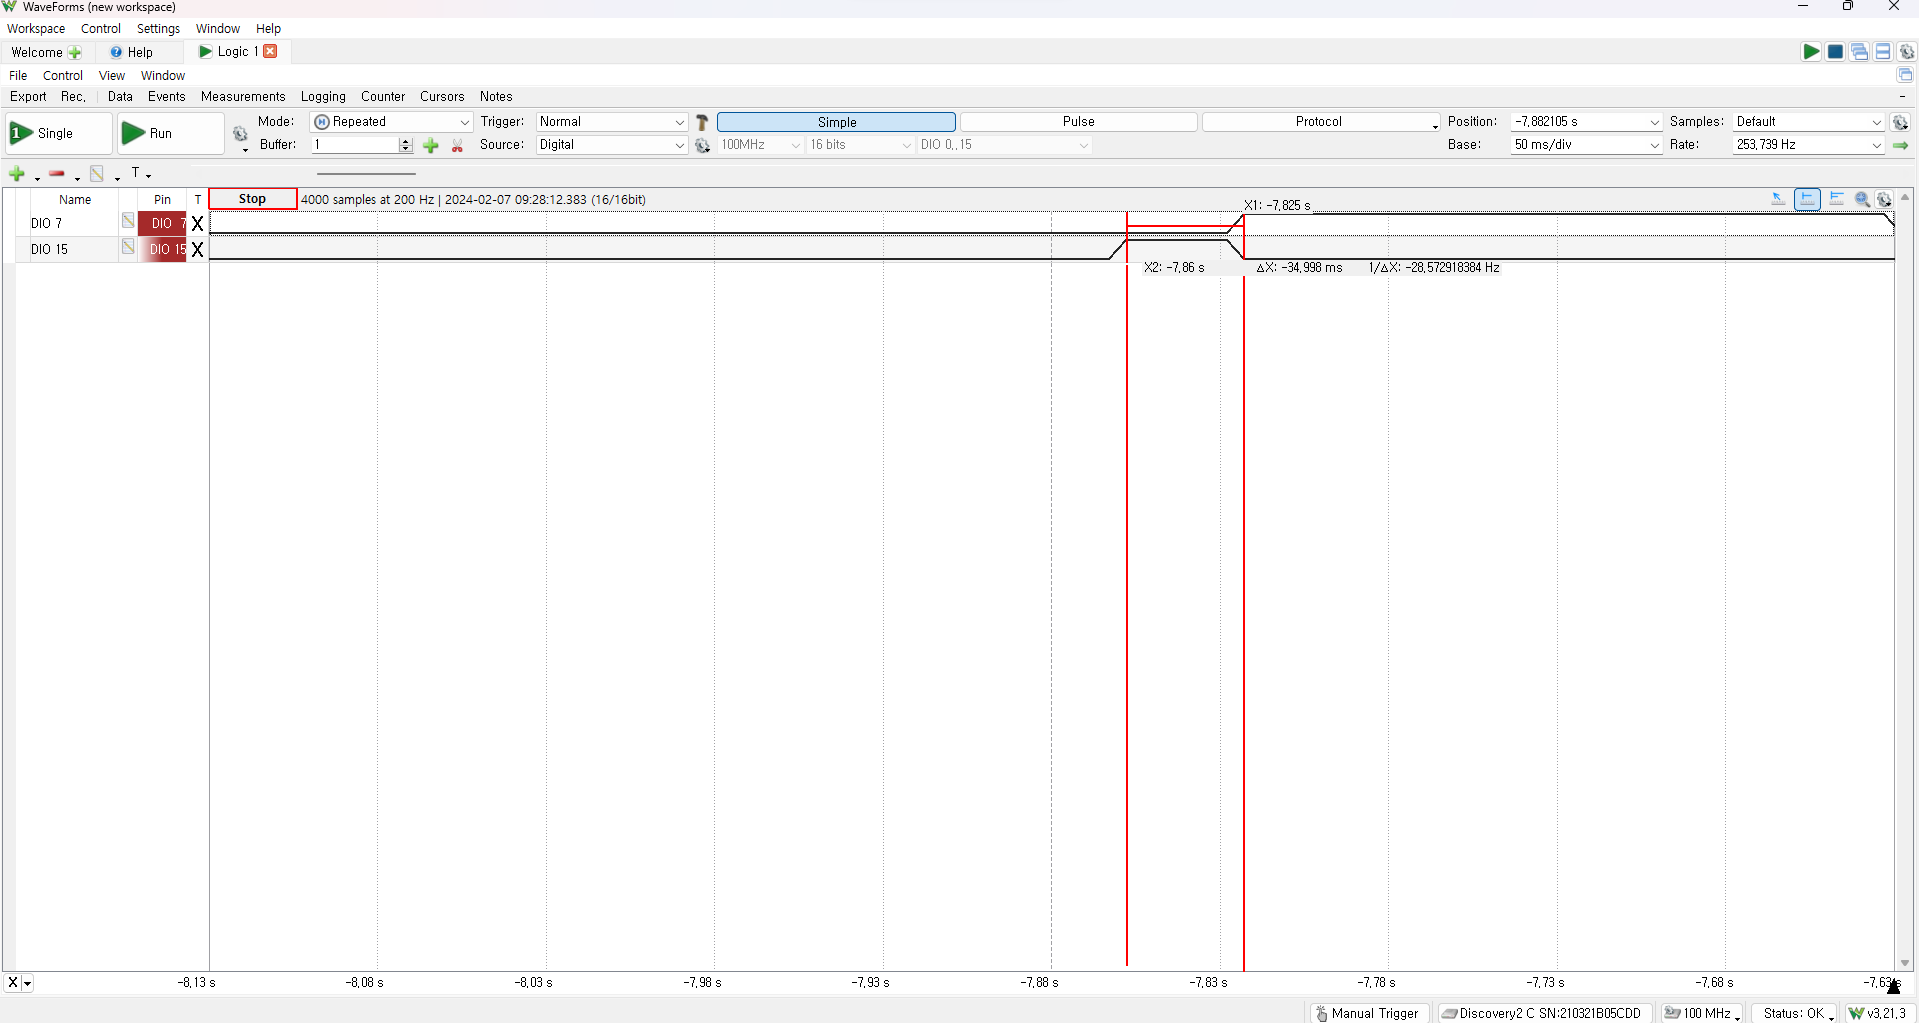 WaveForms (new workspace)
Workspace Control Settings Window Help
Welcome Help Logic 1
File Control View Window
Export Rec. Data Events Measurements Logging Counter Cursors Notes
1 Single Run Mode: Repeated Trigger: Normal Simple Pulse Protocol Position: -7,882105 s Samples: Default
Buffer: 1 Source: Digital 100MHz 16 bits DIO 0,,15 Base: 50 ms/div Rate: 253,739 Hz
T
Name Pin T Stop 4000 samples at 200 Hz | 2024-02-07 09:28:12.383 (16/16bit)
X1: -7,825 s
DIO 7 DIO 7 X
DIO 15 DIO 15 X
X2: -7,86 s ΔX: -34,998 ms 1/ΔX: -28,572918384 Hz
X -8,13 s -8,08 s -8,03 s -7,98 s -7,93 s -7,88 s -7,83 s -7,78 s -7,73 s -7,68 s -7,63 s
Manual Trigger Discovery2 C SN:210321B05CDD 100 MHz Status: OK v3,21,3